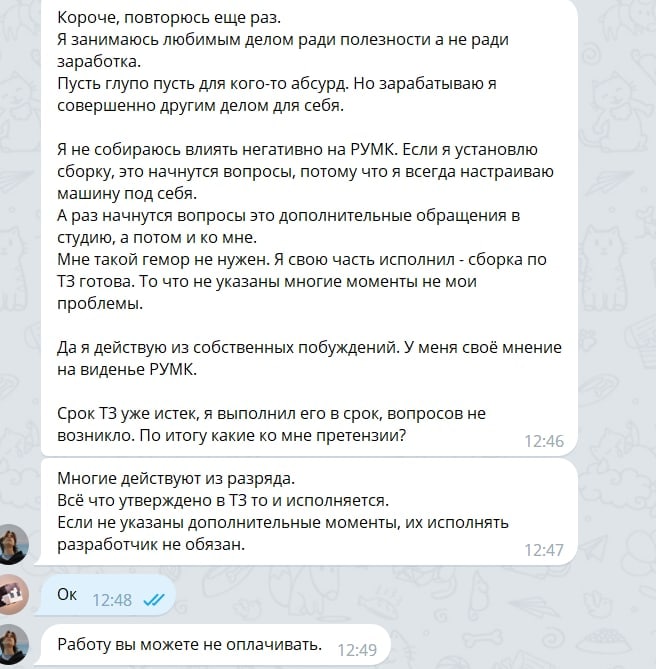 Короче, повторюсь еще раз.
Я занимаюсь любимым делом ради полезности а не ради
заработка.
Пусть глупо пусть для кого-то абсурд. Но зарабатываю я
совершенно другим делом для себя.
Я не собираюсь влиять негативно на РУМК. Если я установлю
сборку, это начнутся вопросы, потому что я всегда настраиваю
машину под себя.
А раз начнутся вопросы это дополнительные обращения в
студию, а потом и ко мне.
Мне такой гемор не нужен. Я свою часть исполнил - сборка по
ТЗ готова. То что не указаны многие моменты не мои
проблемы.
Да я действую из собственных побуждений. У меня своё мнение
на виденье РУМК.
Срок ТЗ уже истек, я выполнил его в срок, вопросов не
возникло. По итогу какие ко мне претензии?
12:46
Многие действуют из разряда.
Всё что утверждено в ТЗ то и исполняется.
Если не указаны дополнительные моменты, их исполнять
разработчик не обязан.
12:47
Ок 12:48
Работу вы можете не оплачивать. 12:49